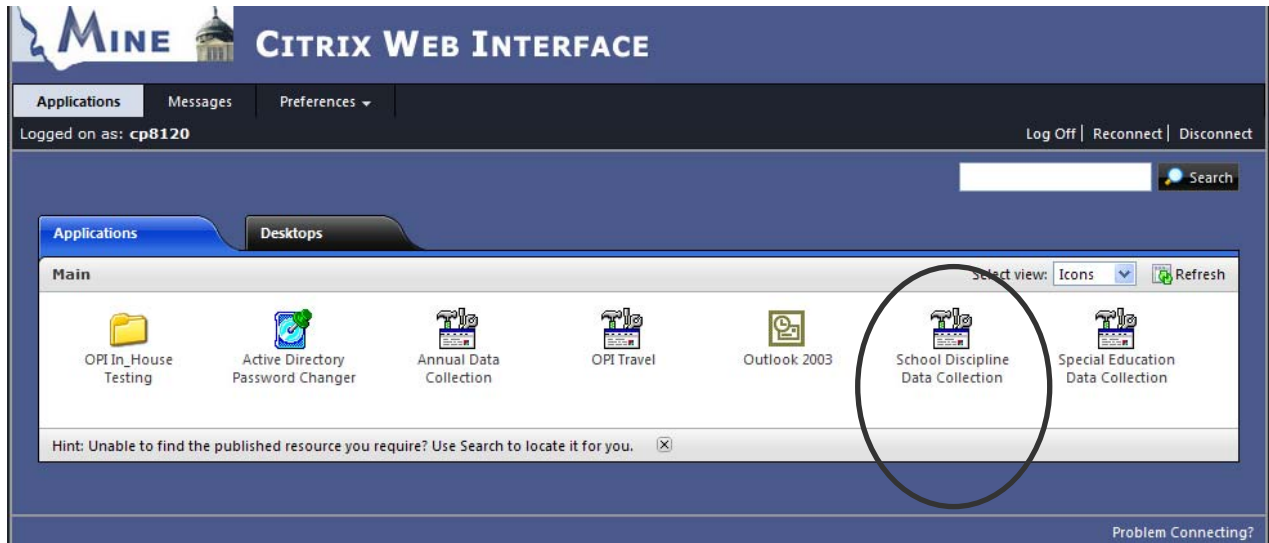 MINE CITRIX WEB INTERFACE
Applications Messages Preferences
Logged on as: cp8120 Log Off | Reconnect | Disconnect
Search
Applications Desktops
Main Select view: Icons Refresh
OPI In_House Active Directory Annual Data OPI Travel Outlook 2003 School Discipline Special Education
Testing Password Changer Collection Data Collection Data Collection
Hint: Unable to find the published resource you require? Use Search to locate it for you.
Problem Connecting?